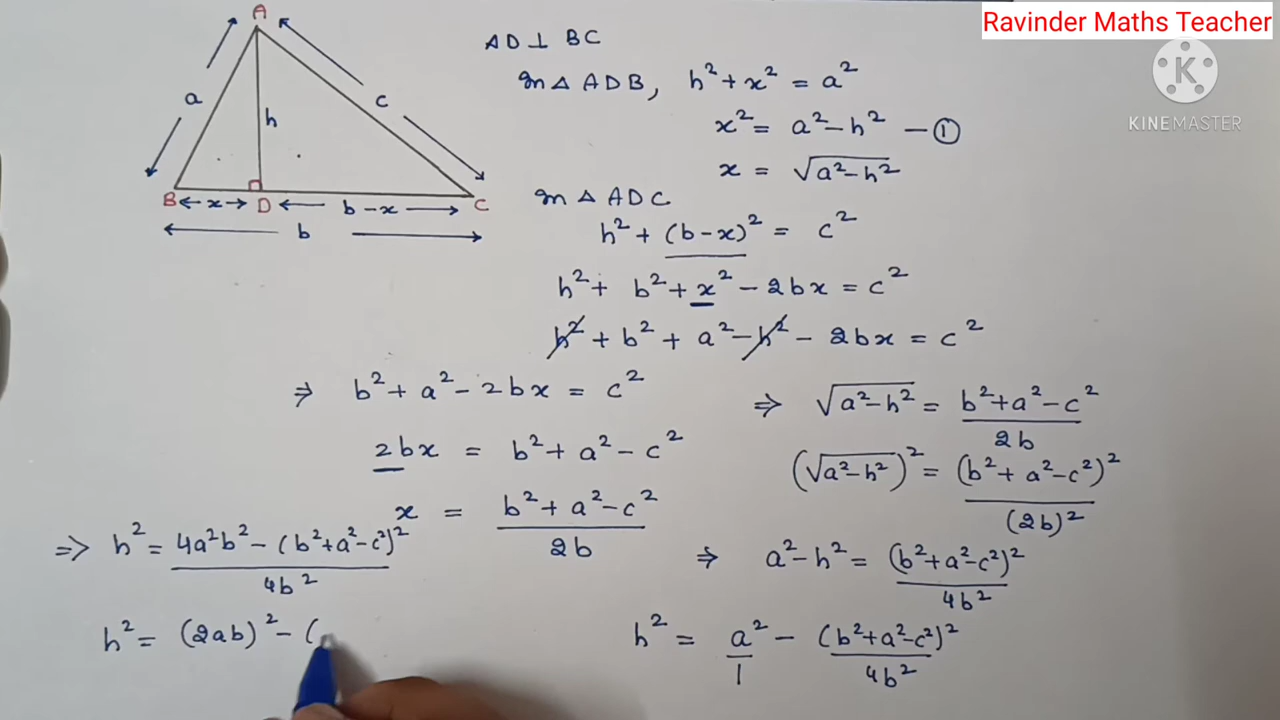 Ravinder Maths Teacher
K
KINEMASTER
A
a
c
h
B x D b-x C
b
AD ⊥ BC
In △ ADB, h²+x² = a²
x² = a²-h² —①
x = √(a²-h²)
In △ ADC
h²+(b-x)² = c²
h²+ b²+x²-2bx = c²
h²+b²+a²-h²-2bx = c²
⇒ b²+a²-2bx = c²
2bx = b²+a²-c²
x = (b²+a²-c²)/2b
⇒ √(a²-h²) = (b²+a²-c²)/2b
(√(a²-h²))² = (b²+a²-c²)²/(2b)²
⇒ a²-h² = (b²+a²-c²)²/4b²
h² = a²/1 - (b²+a²-c²)²/4b²
⇒ h² = (4a²b²-(b²+a²-c²)²)/4b²
h² = (2ab)²-(